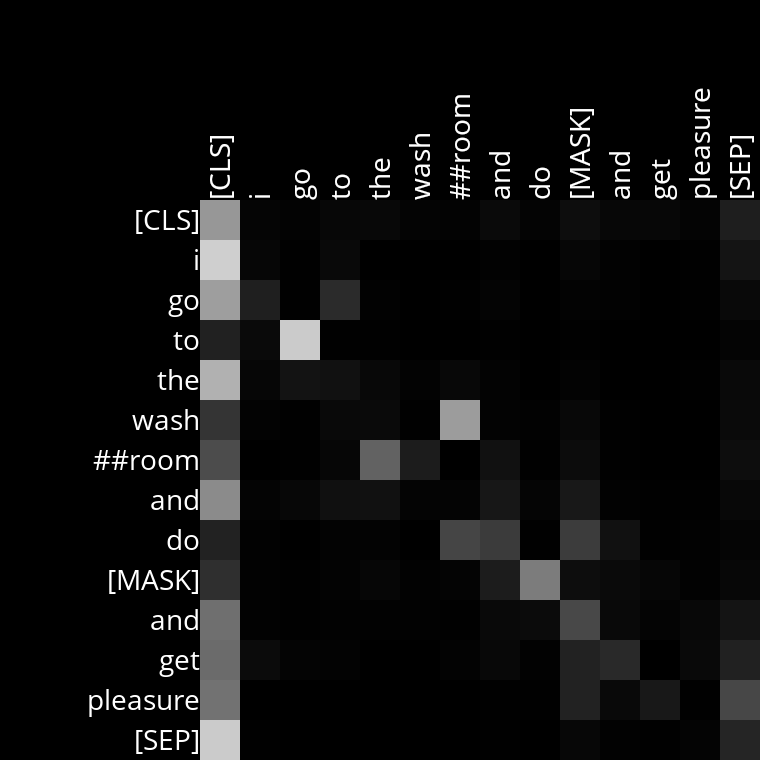 [CLS] i go to the wash ##room and do [MASK] and get pleasure [SEP]
[CLS]
i
go
to
the
wash
##room
and
do
[MASK]
and
get
pleasure
[SEP]